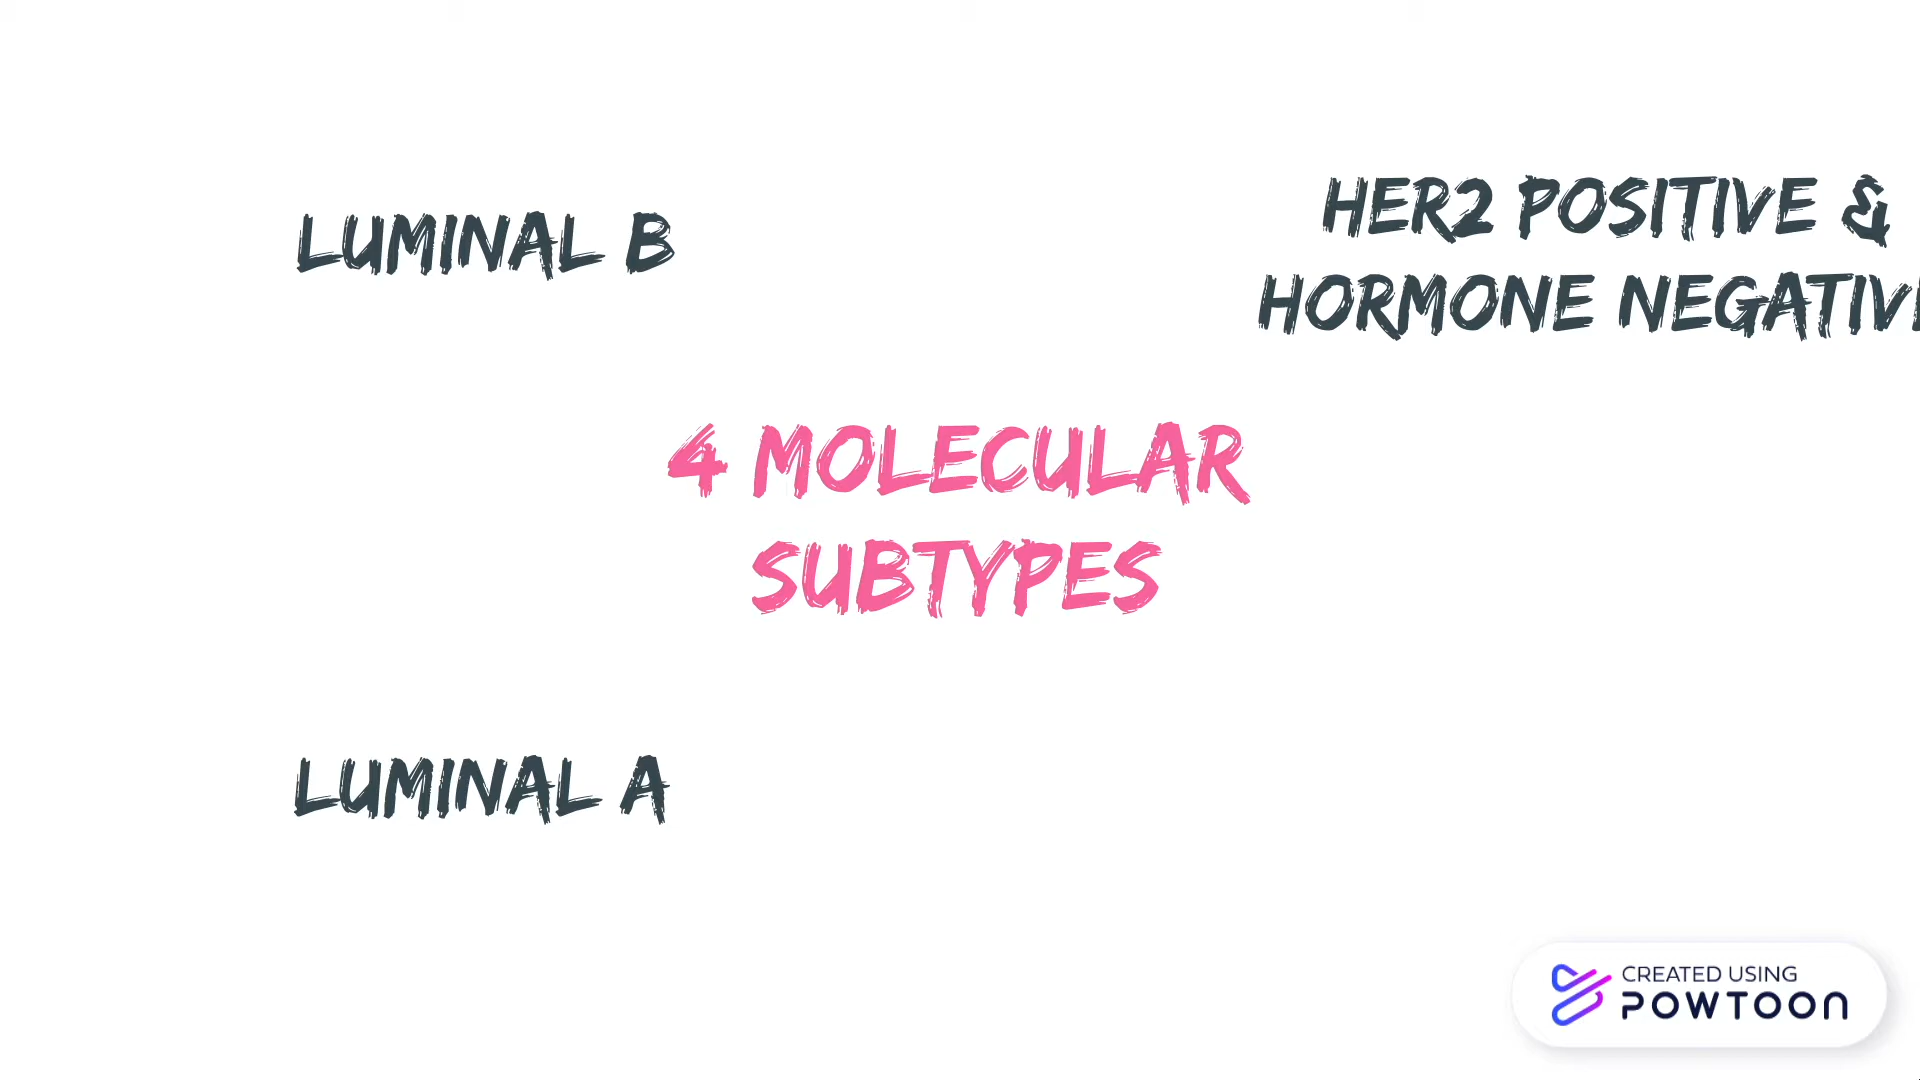 LUMINAL B
HER2 POSITIVE &
HORMONE NEGATIV
4 MOLECULAR
SUBTYPES
LUMINAL A
CREATED USING
POWTOON